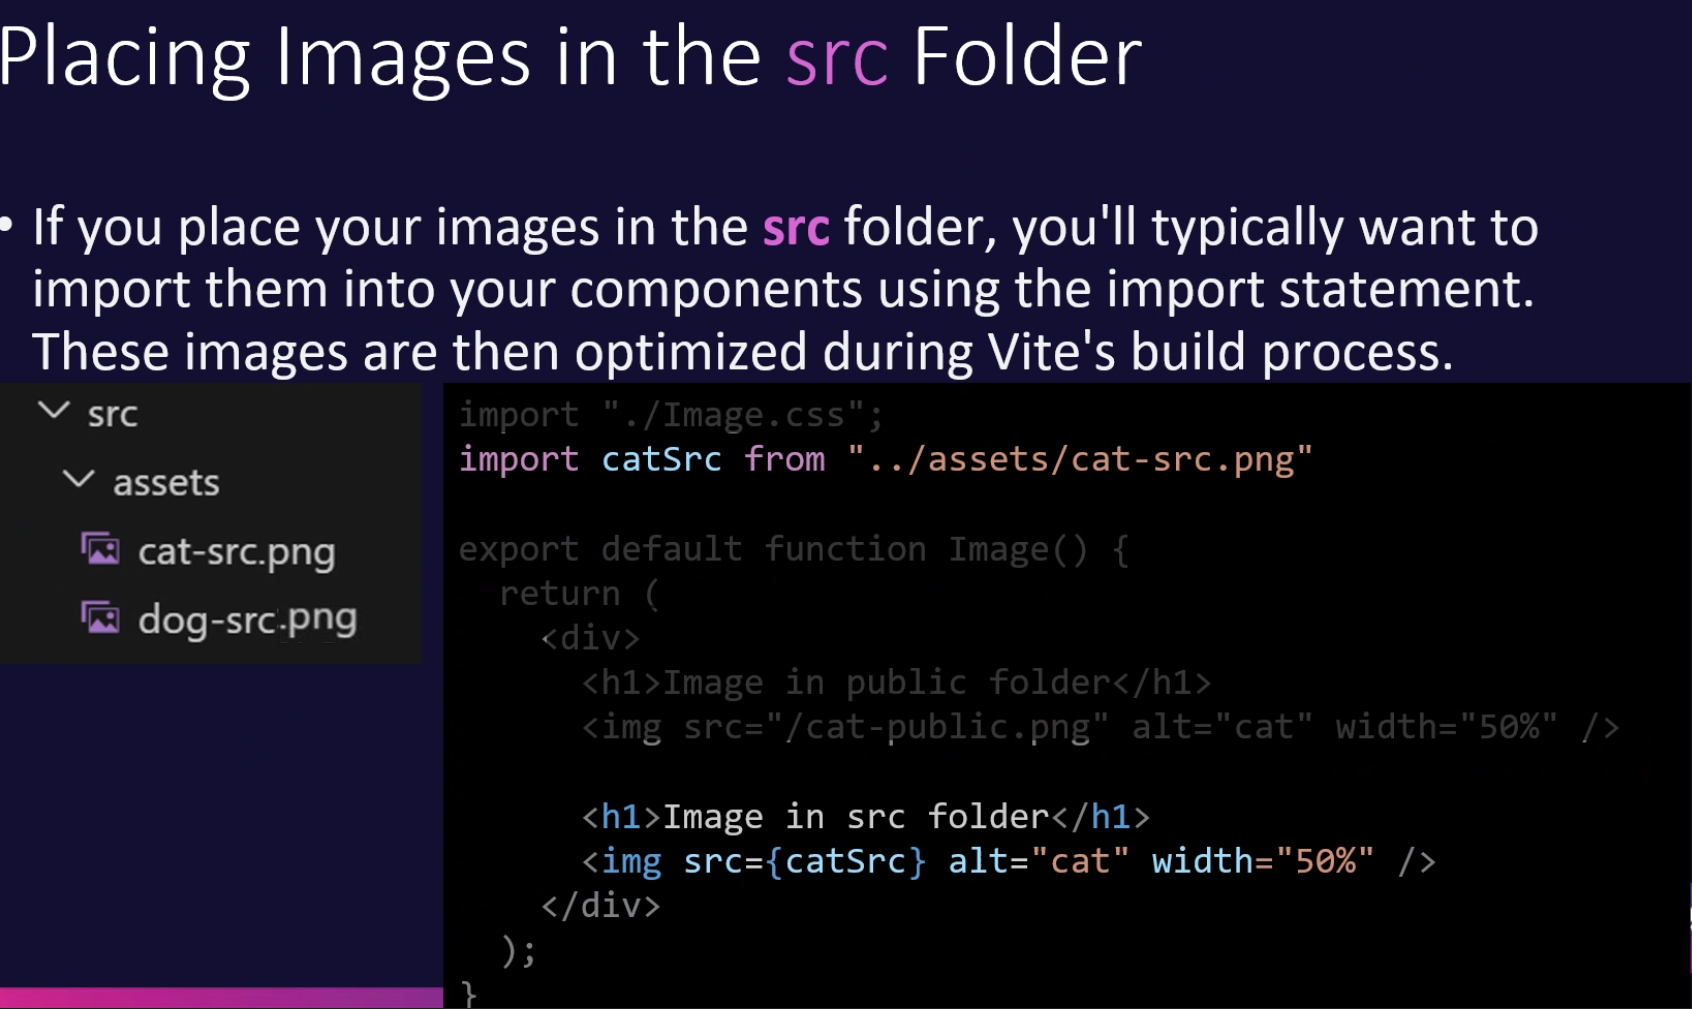 Placing Images in the src Folder
• If you place your images in the src folder, you'll typically want to
import them into your components using the import statement.
These images are then optimized during Vite's build process.
src
assets
cat-src.png
dog-src.png
import "./Image.css";
import catSrc from "../assets/cat-src.png"
export default function Image() {
return (
<div>
<h1>Image in public folder</h1>
<img src="/cat-public.png" alt="cat" width="50%" />
<h1>Image in src folder</h1>
<img src={catSrc} alt="cat" width="50%" />
</div>
);
}